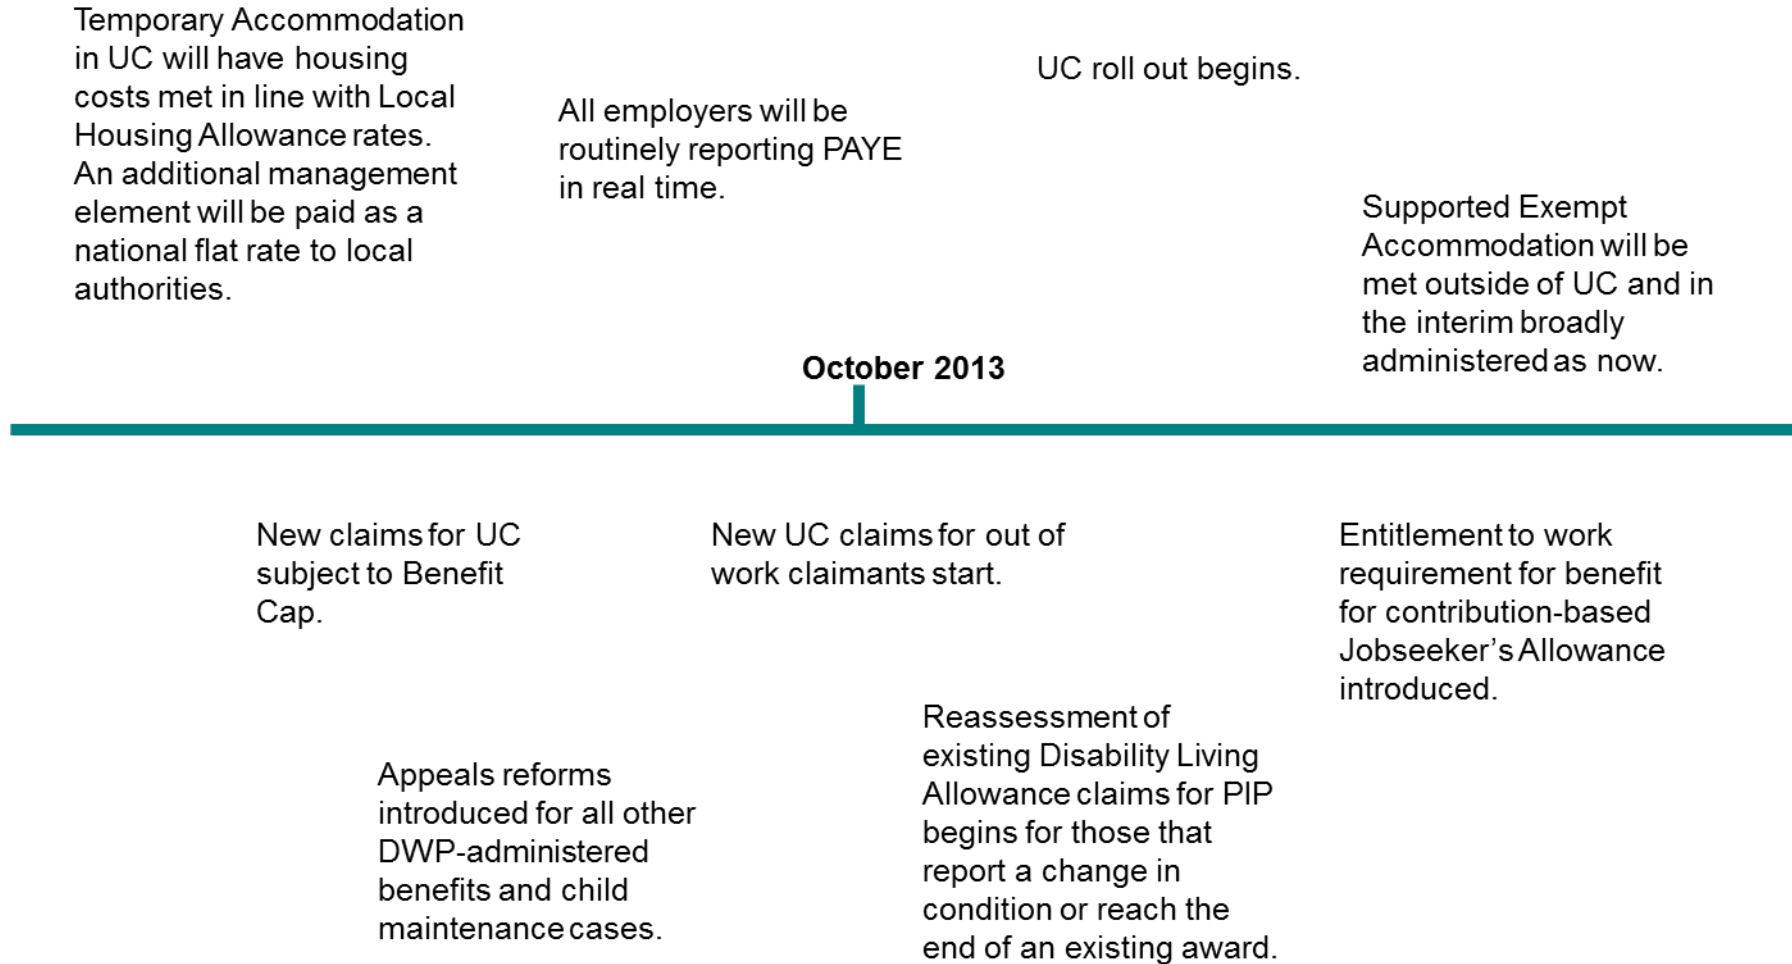 Temporary Accommodation
in UC will have housing
costs met in line with Local
Housing Allowance rates.
An additional management
element will be paid as a
national flat rate to local
authorities.
All employers will be
routinely reporting PAYE
in real time.
UC roll out begins.
Supported Exempt
Accommodation will be
met outside of UC and in
the interim broadly
administered as now.
October 2013
New claims for UC
subject to Benefit
Cap.
New UC claims for out of
work claimants start.
Entitlement to work
requirement for benefit
for contribution-based
Jobseeker’s Allowance
introduced.
Appeals reforms
introduced for all other
DWP-administered
benefits and child
maintenance cases.
Reassessment of
existing Disability Living
Allowance claims for PIP
begins for those that
report a change in
condition or reach the
end of an existing award.